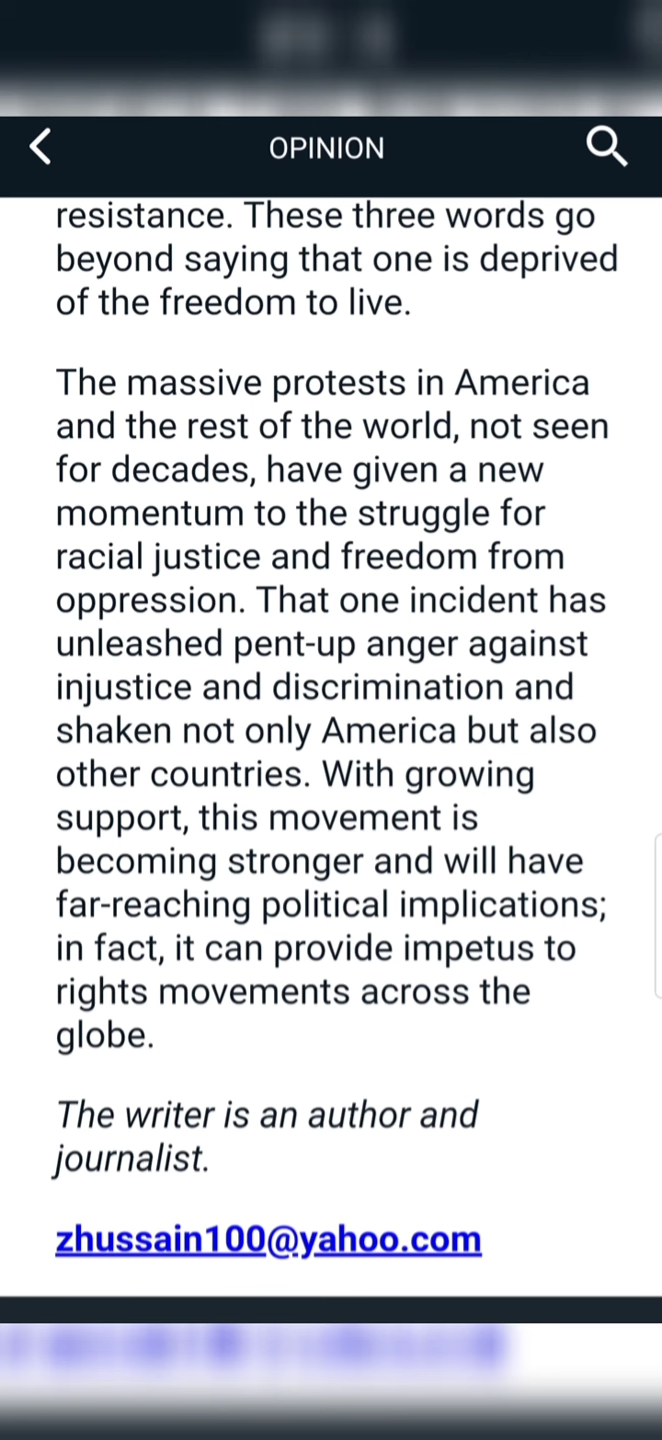 OPINION
resistance. These three words go
beyond saying that one is deprived
of the freedom to live.
The massive protests in America
and the rest of the world, not seen
for decades, have given a new
momentum to the struggle for
racial justice and freedom from
oppression. That one incident has
unleashed pent-up anger against
injustice and discrimination and
shaken not only America but also
other countries. With growing
support, this movement is
becoming stronger and will have
far-reaching political implications;
in fact, it can provide impetus to
rights movements across the
globe.
The writer is an author and
journalist.
zhussain100@yahoo.com